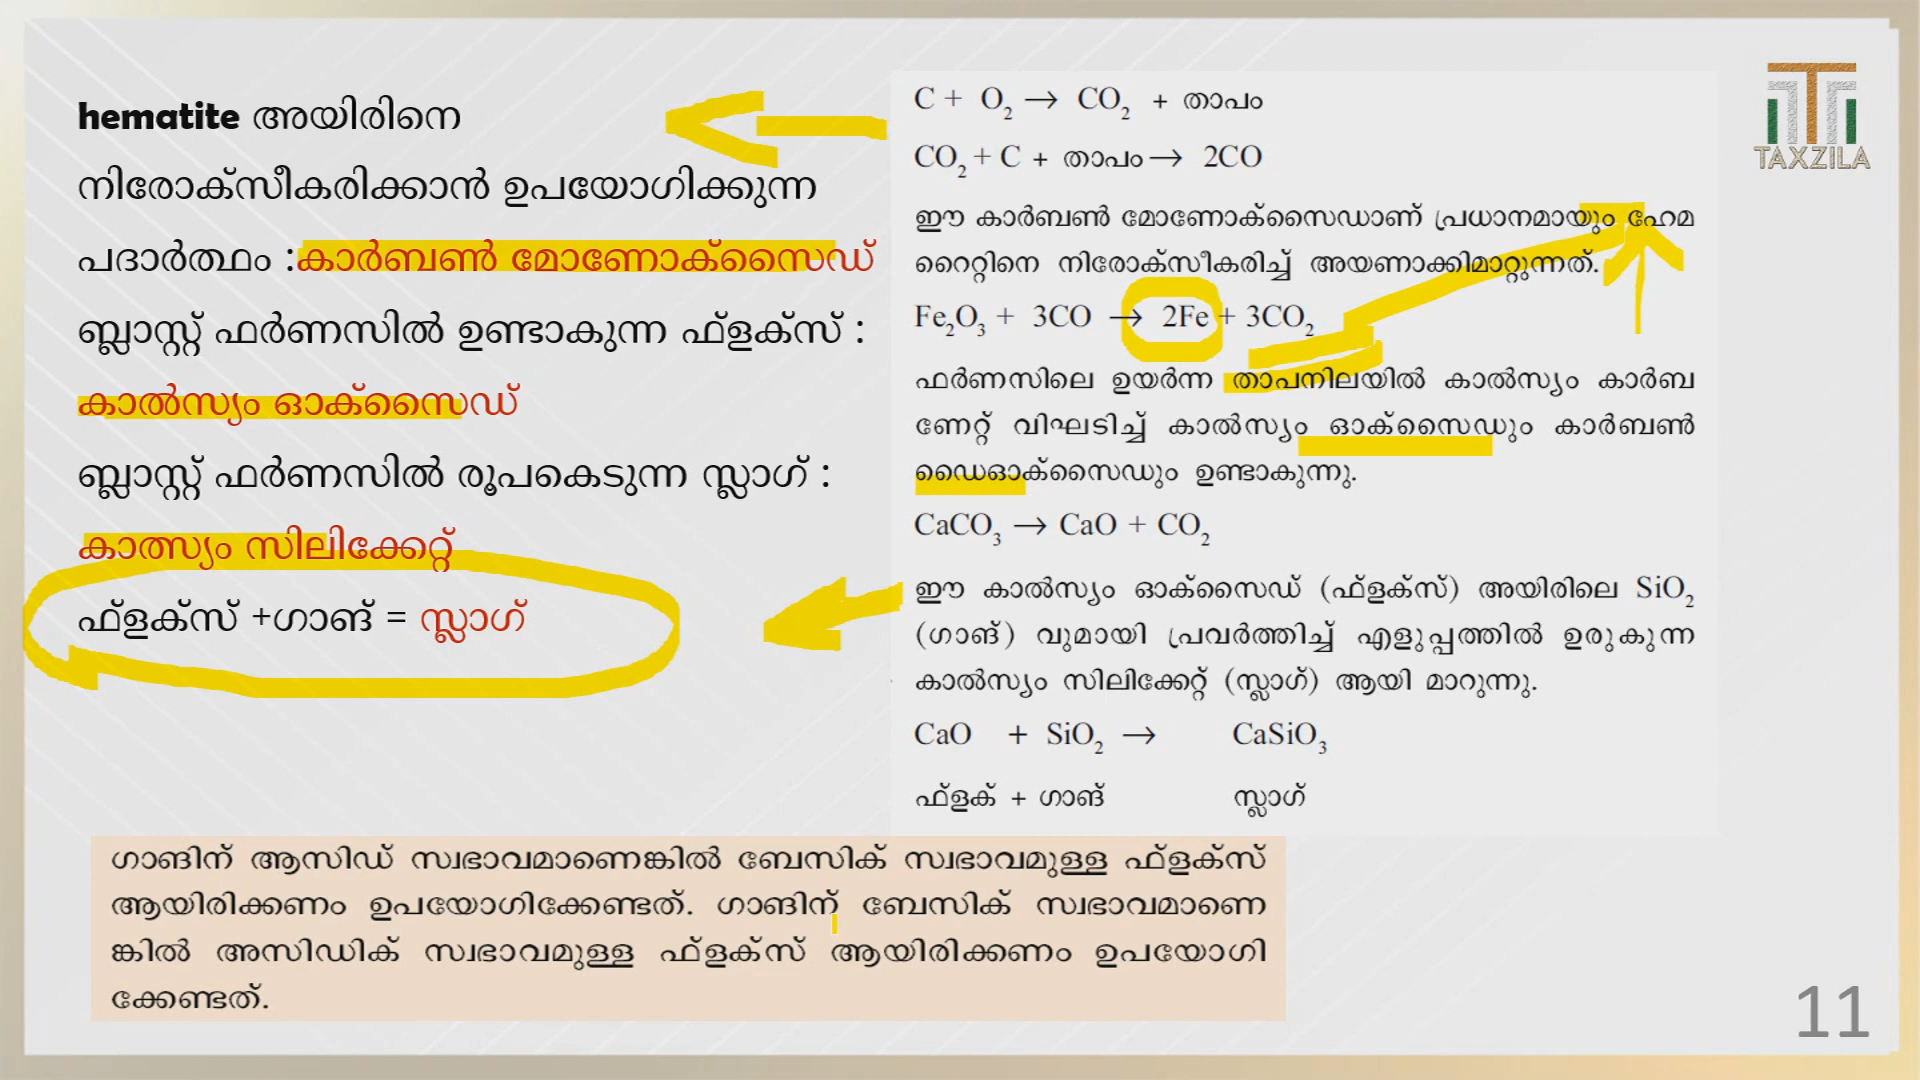 hematite അയിരിനെ
നിരോക്സീകരിക്കാൻ ഉപയോഗിക്കുന്ന
പദാർത്ഥം :കാർബൺ മോണോക്സൈഡ്
ബ്ലാസ്റ്റ് ഫർണസിൽ ഉണ്ടാകുന്ന ഫ്ളക്സ് :
കാൽസ്യം ഓക്സൈഡ്
ബ്ലാസ്റ്റ് ഫർണസിൽ രൂപകെടുന്ന സ്ലാഗ് :
കാത്സ്യം സിലിക്കേറ്റ്
ഫ്ളക്സ് +ഗാങ് = സ്ലാഗ്
C + O₂ → CO₂ + താപം
CO₂ + C + താപം → 2CO
ഈ കാർബൺ മോണോക്സൈഡാണ് പ്രധാനമായും ഹേമ
റൈറ്റിനെ നിരോക്സീകരിച്ച് അയണാക്കിമാറ്റുന്നത്.
Fe₂O₃ + 3CO → 2Fe + 3CO₂
ഫർണസിലെ ഉയർന്ന താപനിലയിൽ കാൽസ്യം കാർബ
ണേറ്റ് വിഘടിച്ച് കാൽസ്യം ഓക്സൈഡും കാർബൺ
ഡൈഓക്സൈഡും ഉണ്ടാകുന്നു.
CaCO₃ → CaO + CO₂
ഈ കാൽസ്യം ഓക്സൈഡ് (ഫ്ളക്സ്) അയിരിലെ SiO₂
(ഗാങ്) വുമായി പ്രവർത്തിച്ച് എളുപ്പത്തിൽ ഉരുകുന്ന
കാൽസ്യം സിലിക്കേറ്റ് (സ്ലാഗ്) ആയി മാറുന്നു.
CaO + SiO₂ → CaSiO₃
ഫ്ളക് + ഗാങ് സ്ലാഗ്
ഗാങിന് ആസിഡ് സ്വഭാവമാണെങ്കിൽ ബേസിക് സ്വഭാവമുള്ള ഫ്ളക്സ്
ആയിരിക്കണം ഉപയോഗിക്കേണ്ടത്. ഗാങിന് ബേസിക് സ്വഭാവമാണെ
ങ്കിൽ അസിഡിക് സ്വഭാവമുള്ള ഫ്ളക്സ് ആയിരിക്കണം ഉപയോഗി
ക്കേണ്ടത്.
TAXZILA
11